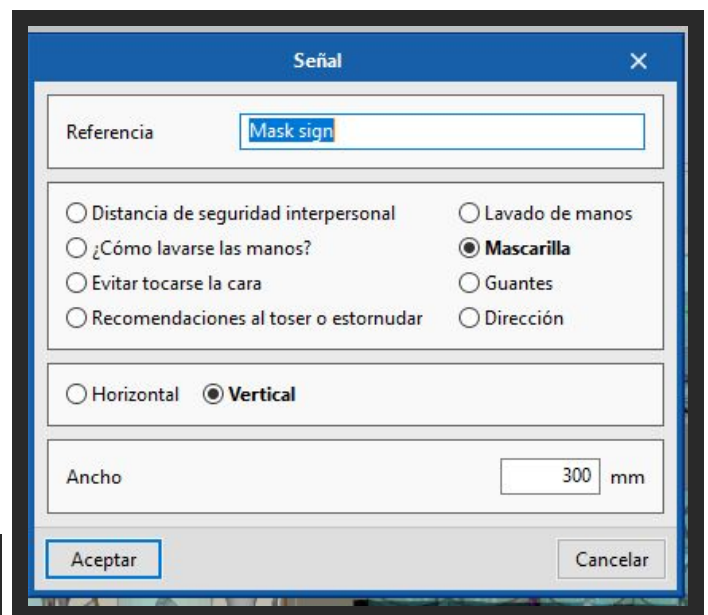 Señal
Referencia Mask sign
Distancia de seguridad interpersonal Lavado de manos
¿Cómo lavarse las manos? Mascarilla
Evitar tocarse la cara Guantes
Recomendaciones al toser o estornudar Dirección
Horizontal Vertical
Ancho 300 mm
Aceptar Cancelar